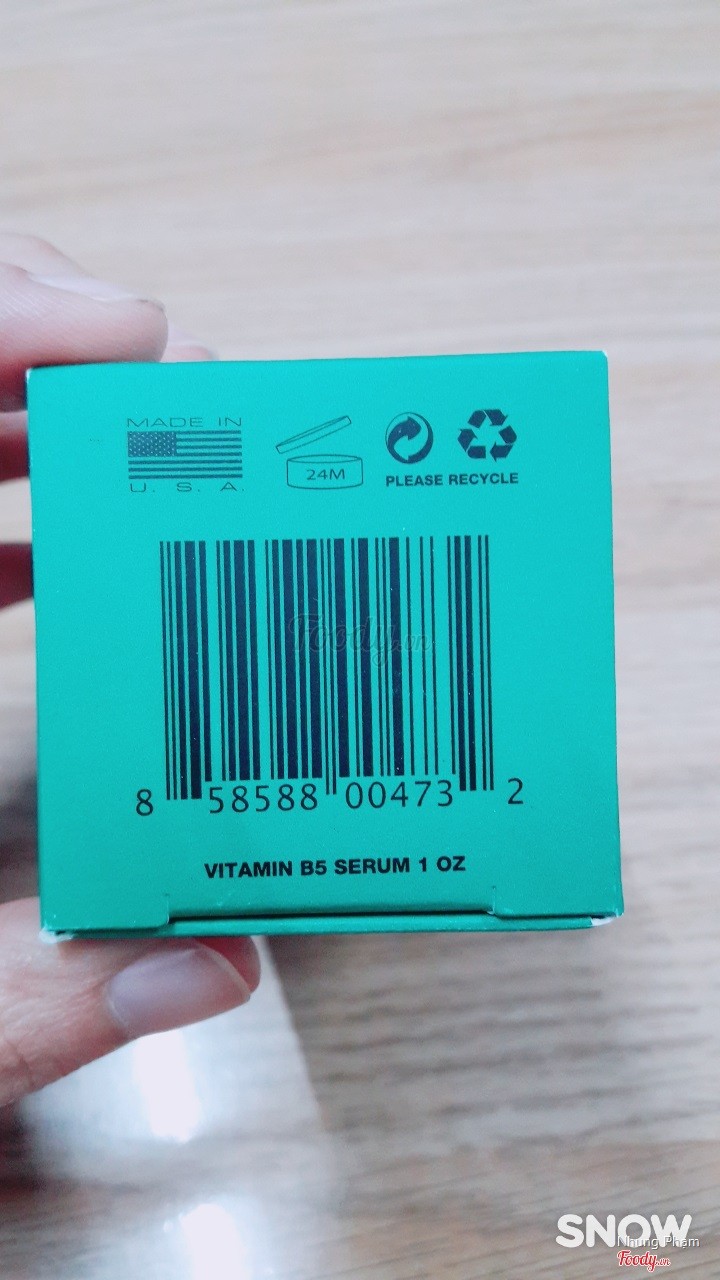 MADE IN
U. S. A.
24M
PLEASE RECYCLE
Foody.vn
8 58588 00473 2
VITAMIN B5 SERUM 1 OZ
SNOW
Nhung Pham
Foody.vn